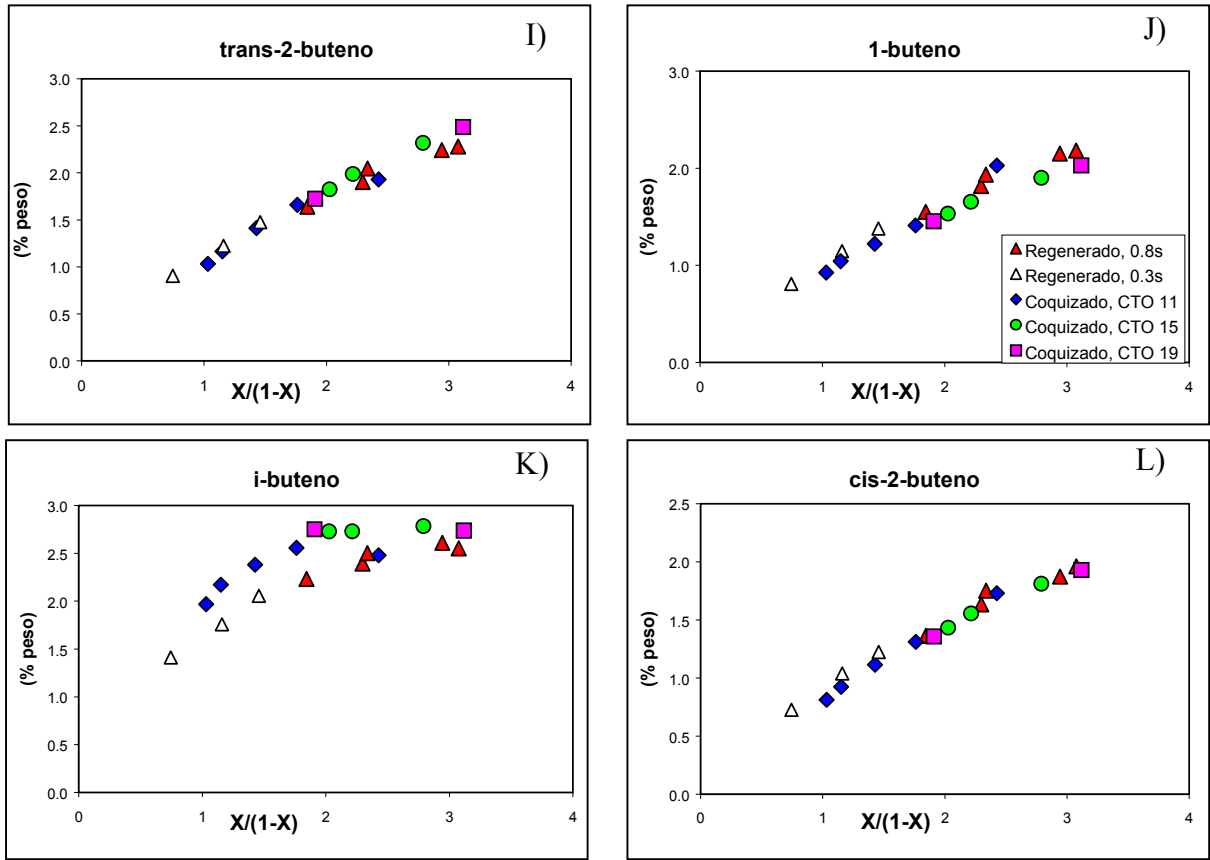 I)
trans-2-buteno
(% peso)
3.0
2.5
2.0
1.5
1.0
0.5
0.0
0 1 2 3 4
X/(1-X)
J)
1-buteno
(% peso)
3.0
2.0
1.0
0.0
0 1 2 3 4
X/(1-X)
Regenerado, 0.8s
Regenerado, 0.3s
Coquizado, CTO 11
Coquizado, CTO 15
Coquizado, CTO 19
K)
i-buteno
(% peso)
3.0
2.5
2.0
1.5
1.0
0.5
0.0
0 1 2 3 4
X/(1-X)
L)
cis-2-buteno
(% peso)
2.5
2.0
1.5
1.0
0.5
0.0
0 1 2 3 4
X/(1-X)